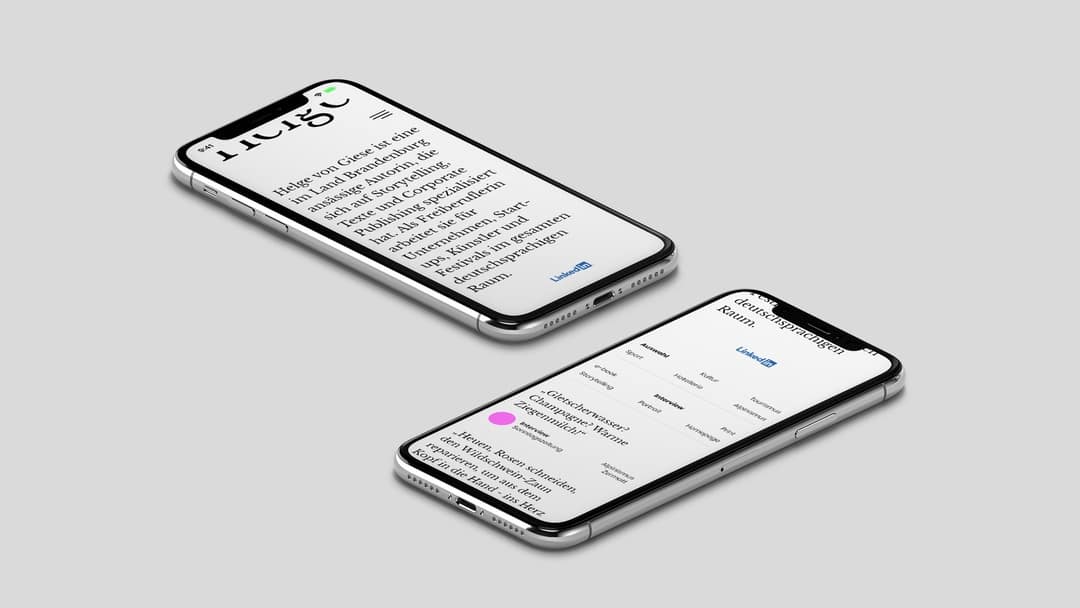 9:41
Helge
Helge von Giese ist eine
im Land Brandenburg
ansässige Autorin, die
sich auf Storytelling,
Texte und Corporate
Publishing spezialisiert
hat. Als Freiberuflerin
arbeitet sie für
Unternehmen, Start-
ups, Künstler und
Festivals im gesamten
deutschsprachigen
Raum.
LinkedIn
deutschsprachigen
Raum.
LinkedIn
Auswahl
Sport
Kultur
Hotellerie
Tourismus
Alpinismus
e-book
Storytelling
Interview
Portrait
Print
Homepage
„Gletscherwasser?
Champagne? Warme
Ziegenmilch!“
Interview
Sonntagszeitung
Alpinismus
Zermatt
„Heuen, Rosen schneiden,
den Wildschwein-Zaun
reparieren, um aus dem
Kopf in die Hand - ins Herz